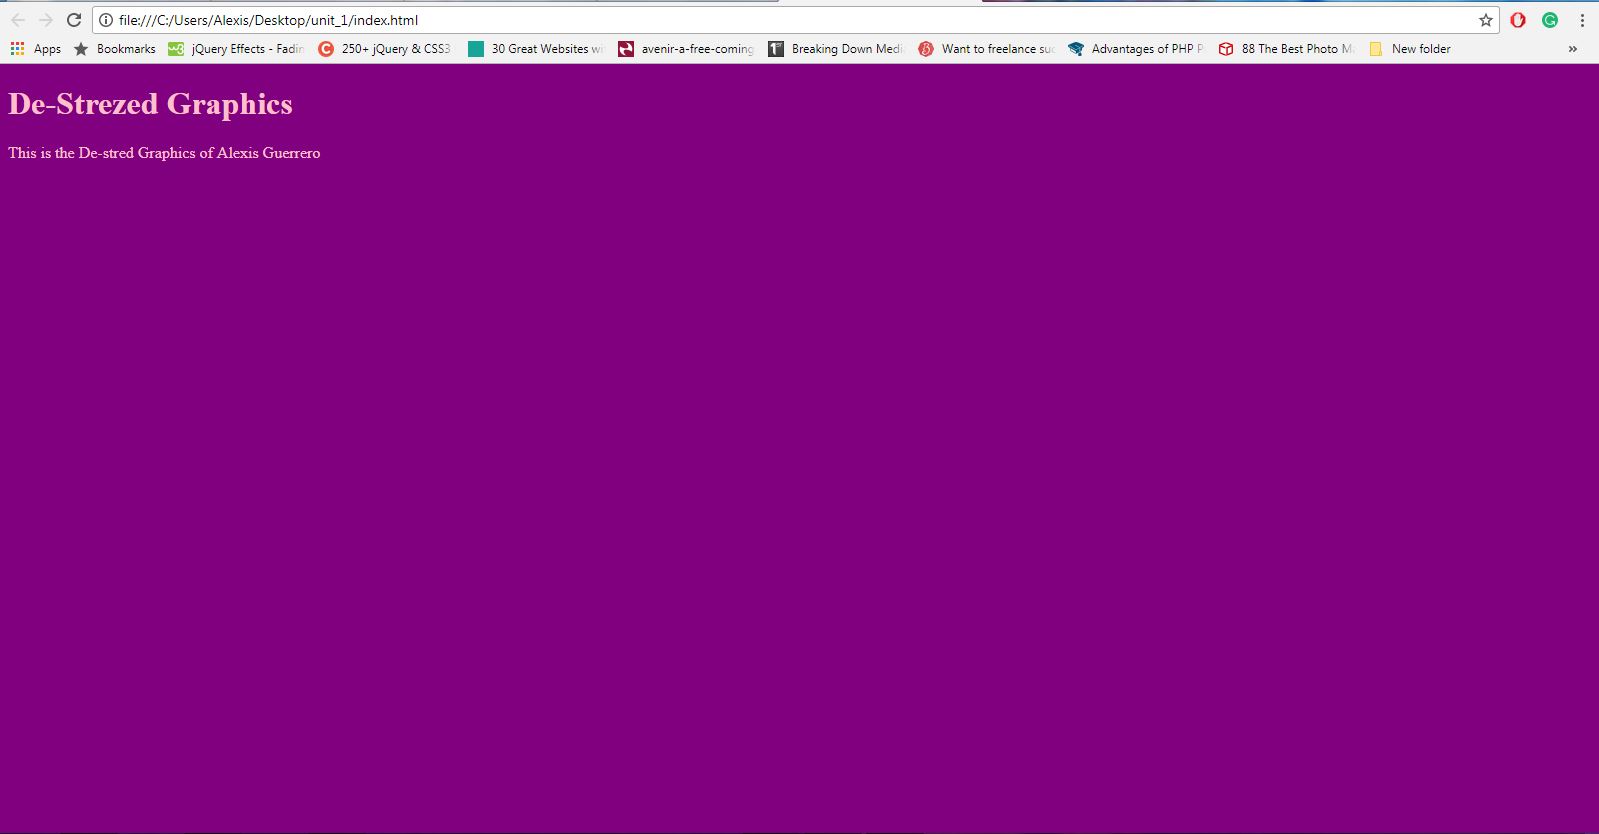 file:///C:/Users/Alexis/Desktop/unit_1/index.html
Apps Bookmarks jQuery Effects - Fadin 250+ jQuery & CSS3 30 Great Websites wi avenir-a-free-coming Breaking Down Medi Want to freelance suc Advantages of PHP P 88 The Best Photo M New folder »
De-Strezed Graphics
This is the De-stred Graphics of Alexis Guerrero